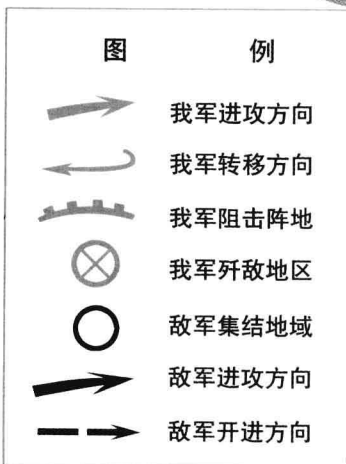 图 例
我军进攻方向
我军转移方向
我军阻击阵地
我军歼敌地区
敌军集结地域
敌军进攻方向
敌军开进方向